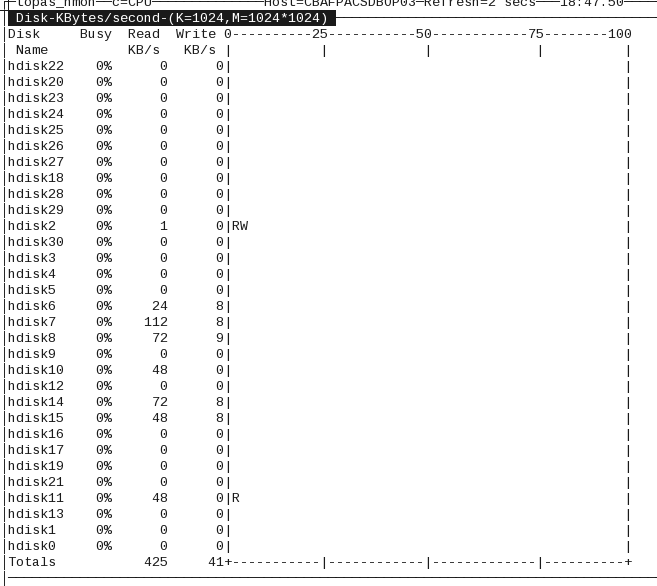 topas_nmon──c=CPU──────────────Host=CBAFPACSDBOP03─Refresh=2 secs───18:47.50────
Disk-KBytes/second-(K=1024,M=1024*1024)
Disk     Busy  Read  Write 0----------25-----------50-----------75--------100
 Name          KB/s   KB/s |           |            |             |          |
hdisk22    0%      0      0|                                                 |
hdisk20    0%      0      0|                                                 |
hdisk23    0%      0      0|                                                 |
hdisk24    0%      0      0|                                                 |
hdisk25    0%      0      0|                                                 |
hdisk26    0%      0      0|                                                 |
hdisk27    0%      0      0|                                                 |
hdisk18    0%      0      0|                                                 |
hdisk28    0%      0      0|                                                 |
hdisk29    0%      0      0|                                                 |
hdisk2     0%      1      0|RW                                               |
hdisk30    0%      0      0|                                                 |
hdisk3     0%      0      0|                                                 |
hdisk4     0%      0      0|                                                 |
hdisk5     0%      0      0|                                                 |
hdisk6     0%     24      8|                                                 |
hdisk7     0%    112      8|                                                 |
hdisk8     0%     72      9|                                                 |
hdisk9     0%      0      0|                                                 |
hdisk10    0%     48      0|                                                 |
hdisk12    0%      0      0|                                                 |
hdisk14    0%     72      8|                                                 |
hdisk15    0%     48      8|                                                 |
hdisk16    0%      0      0|                                                 |
hdisk17    0%      0      0|                                                 |
hdisk19    0%      0      0|                                                 |
hdisk21    0%      0      0|                                                 |
hdisk11    0%     48      0|R                                                |
hdisk13    0%      0      0|                                                 |
hdisk1     0%      0      0|                                                 |
hdisk0     0%      0      0|                                                 |
Totals           425     41+-----------|------------|-------------|----------+